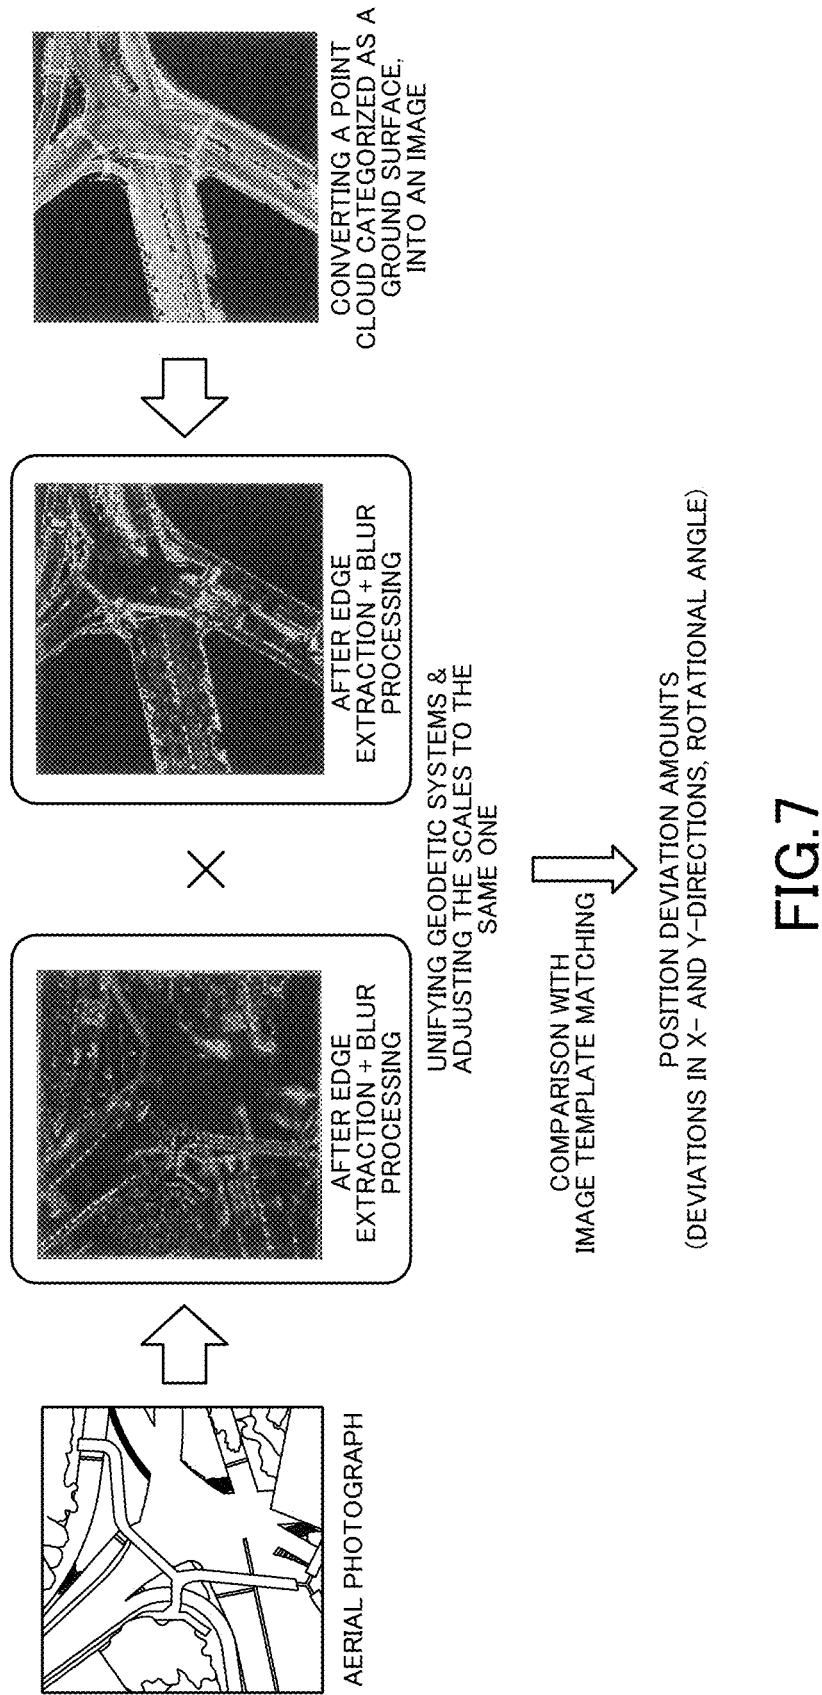 AERIAL PHOTOGRAPH
AFTER EDGE
EXTRACTION + BLUR
PROCESSING
×
AFTER EDGE
EXTRACTION + BLUR
PROCESSING
CONVERTING A POINT
CLOUD CATEGORIZED AS A
GROUND SURFACE,
INTO AN IMAGE
UNIFYING GEODETIC SYSTEMS &
ADJUSTING THE SCALES TO THE
SAME ONE
COMPARISON WITH
IMAGE TEMPLATE MATCHING
POSITION DEVIATION AMOUNTS
(DEVIATIONS IN X- AND Y-DIRECTIONS, ROTATIONAL ANGLE)
FIG.7